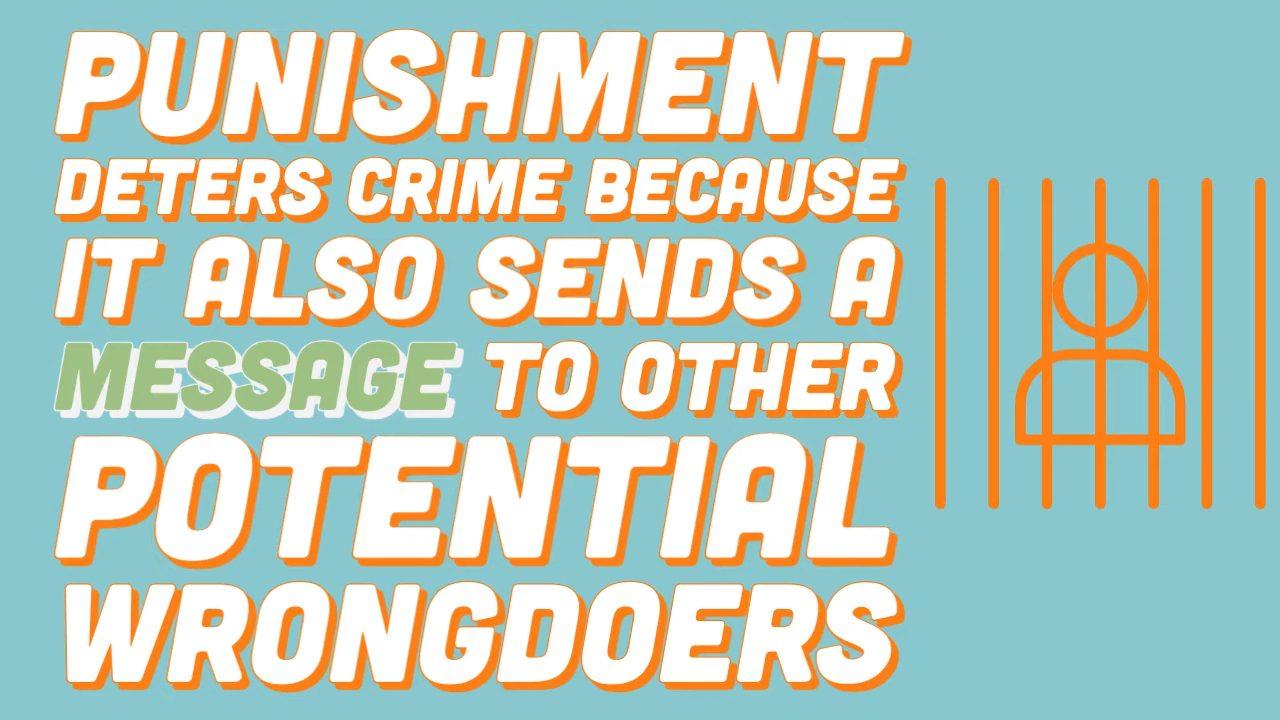 PUNISHMENT
DETERS CRIME BECAUSE
IT ALSO SENDS A
MESSAGE TO OTHER
POTENTIAL
WRONGDOERS